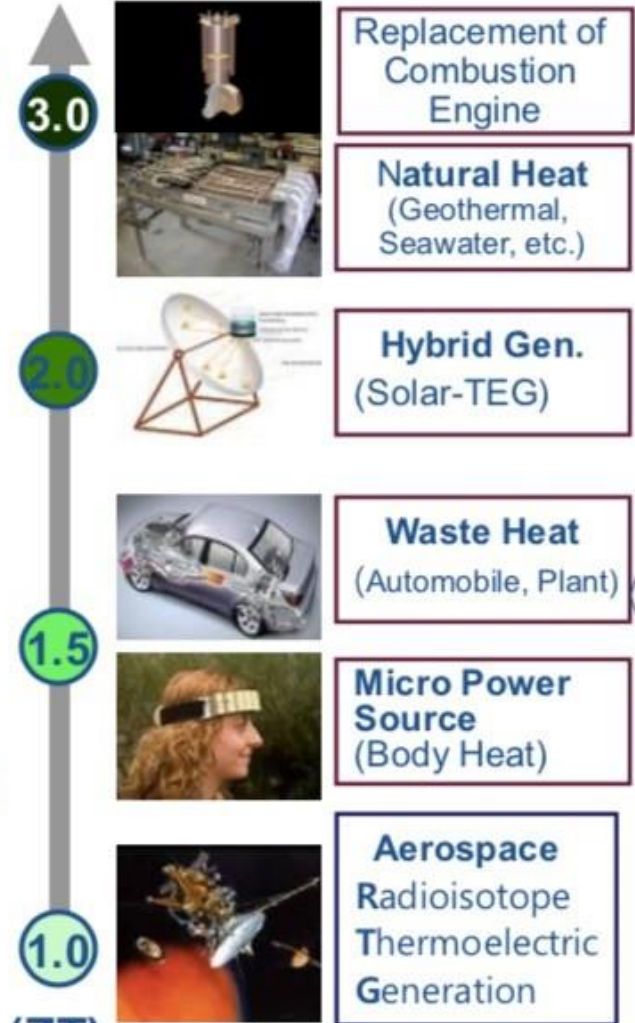 3.0
Replacement of
Combustion
Engine
Natural Heat
(Geothermal,
Seawater, etc.)
2.0
Hybrid Gen.
(Solar-TEG)
Waste Heat
(Automobile, Plant)
1.5
Micro Power
Source
(Body Heat)
Aerospace
Radioisotope
Thermoelectric
Generation
1.0